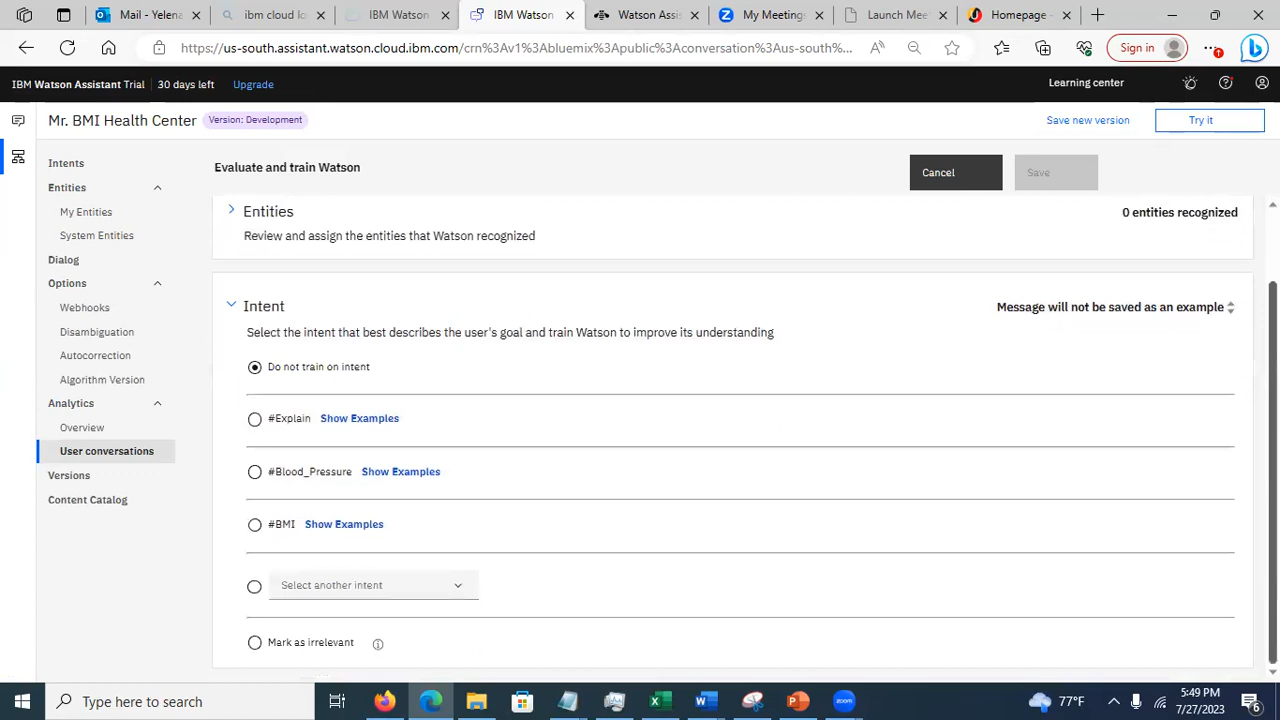 Mail - Yelena
ibm cloud lo
IBM Watson
IBM Watson
Watson Assi
My Meeting
Launch Mee
Homepage -
https://us-south.assistant.watson.cloud.ibm.com/crn%3Av1%3Abluemix%3Apublic%3Aconversation%3Aus-south%...
Sign in
IBM Watson Assistant Trial
30 days left
Upgrade
Learning center
Mr. BMI Health Center
Version: Development
Save new version
Try it
Intents
Entities
My Entities
System Entities
Dialog
Options
Webhooks
Disambiguation
Autocorrection
Algorithm Version
Analytics
Overview
User conversations
Versions
Content Catalog
Evaluate and train Watson
Cancel
Save
Entities
0 entities recognized
Review and assign the entities that Watson recognized
Intent
Message will not be saved as an example
Select the intent that best describes the user's goal and train Watson to improve its understanding
Do not train on intent
#Explain Show Examples
#Blood_Pressure Show Examples
#BMI Show Examples
Select another intent
Mark as irrelevant
Type here to search
77°F
5:49 PM
7/27/2023
6